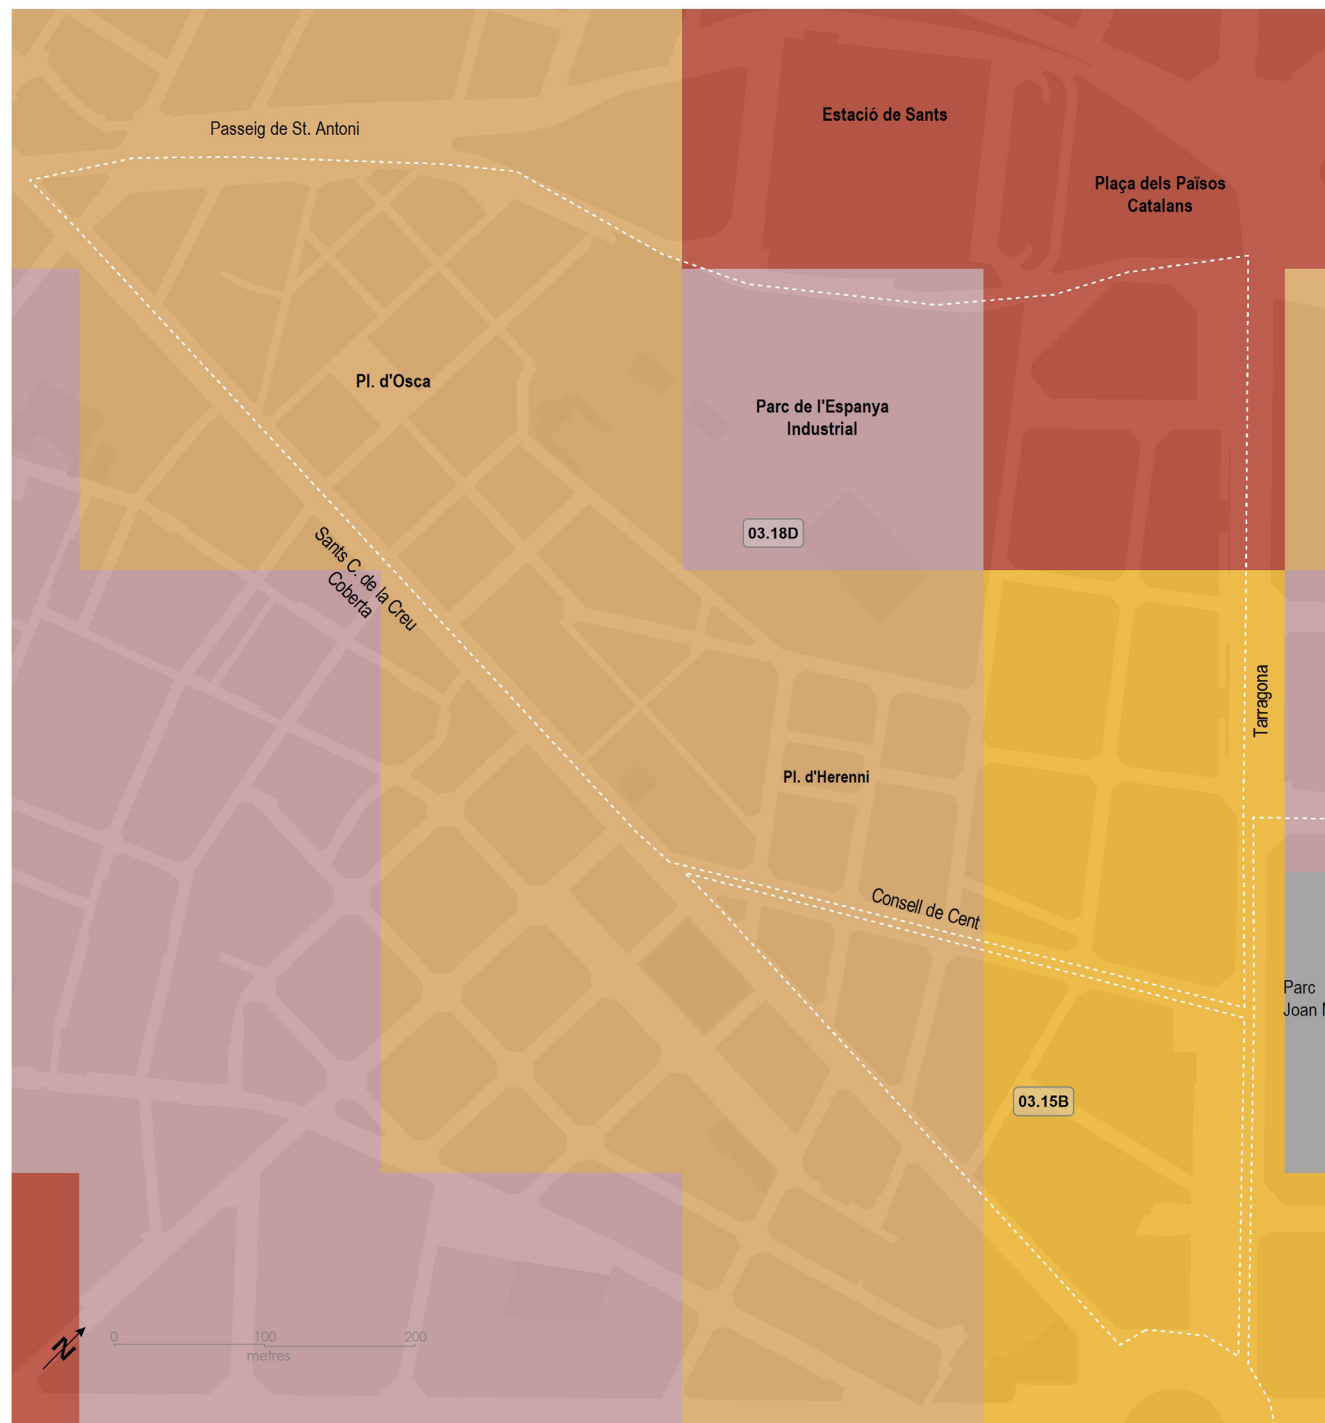 Estació de Sants
Passeig de St. Antoni
Plaça dels Països
Catalans
Pl. d'Osca
Parc de l'Espanya
Industrial
03.18D
Sants C. de la Creu
Coberta
Tarragona
Pl. d'Herenni
Consell de Cent
Parc
Joan
03.15B
N
0 100 200
metres